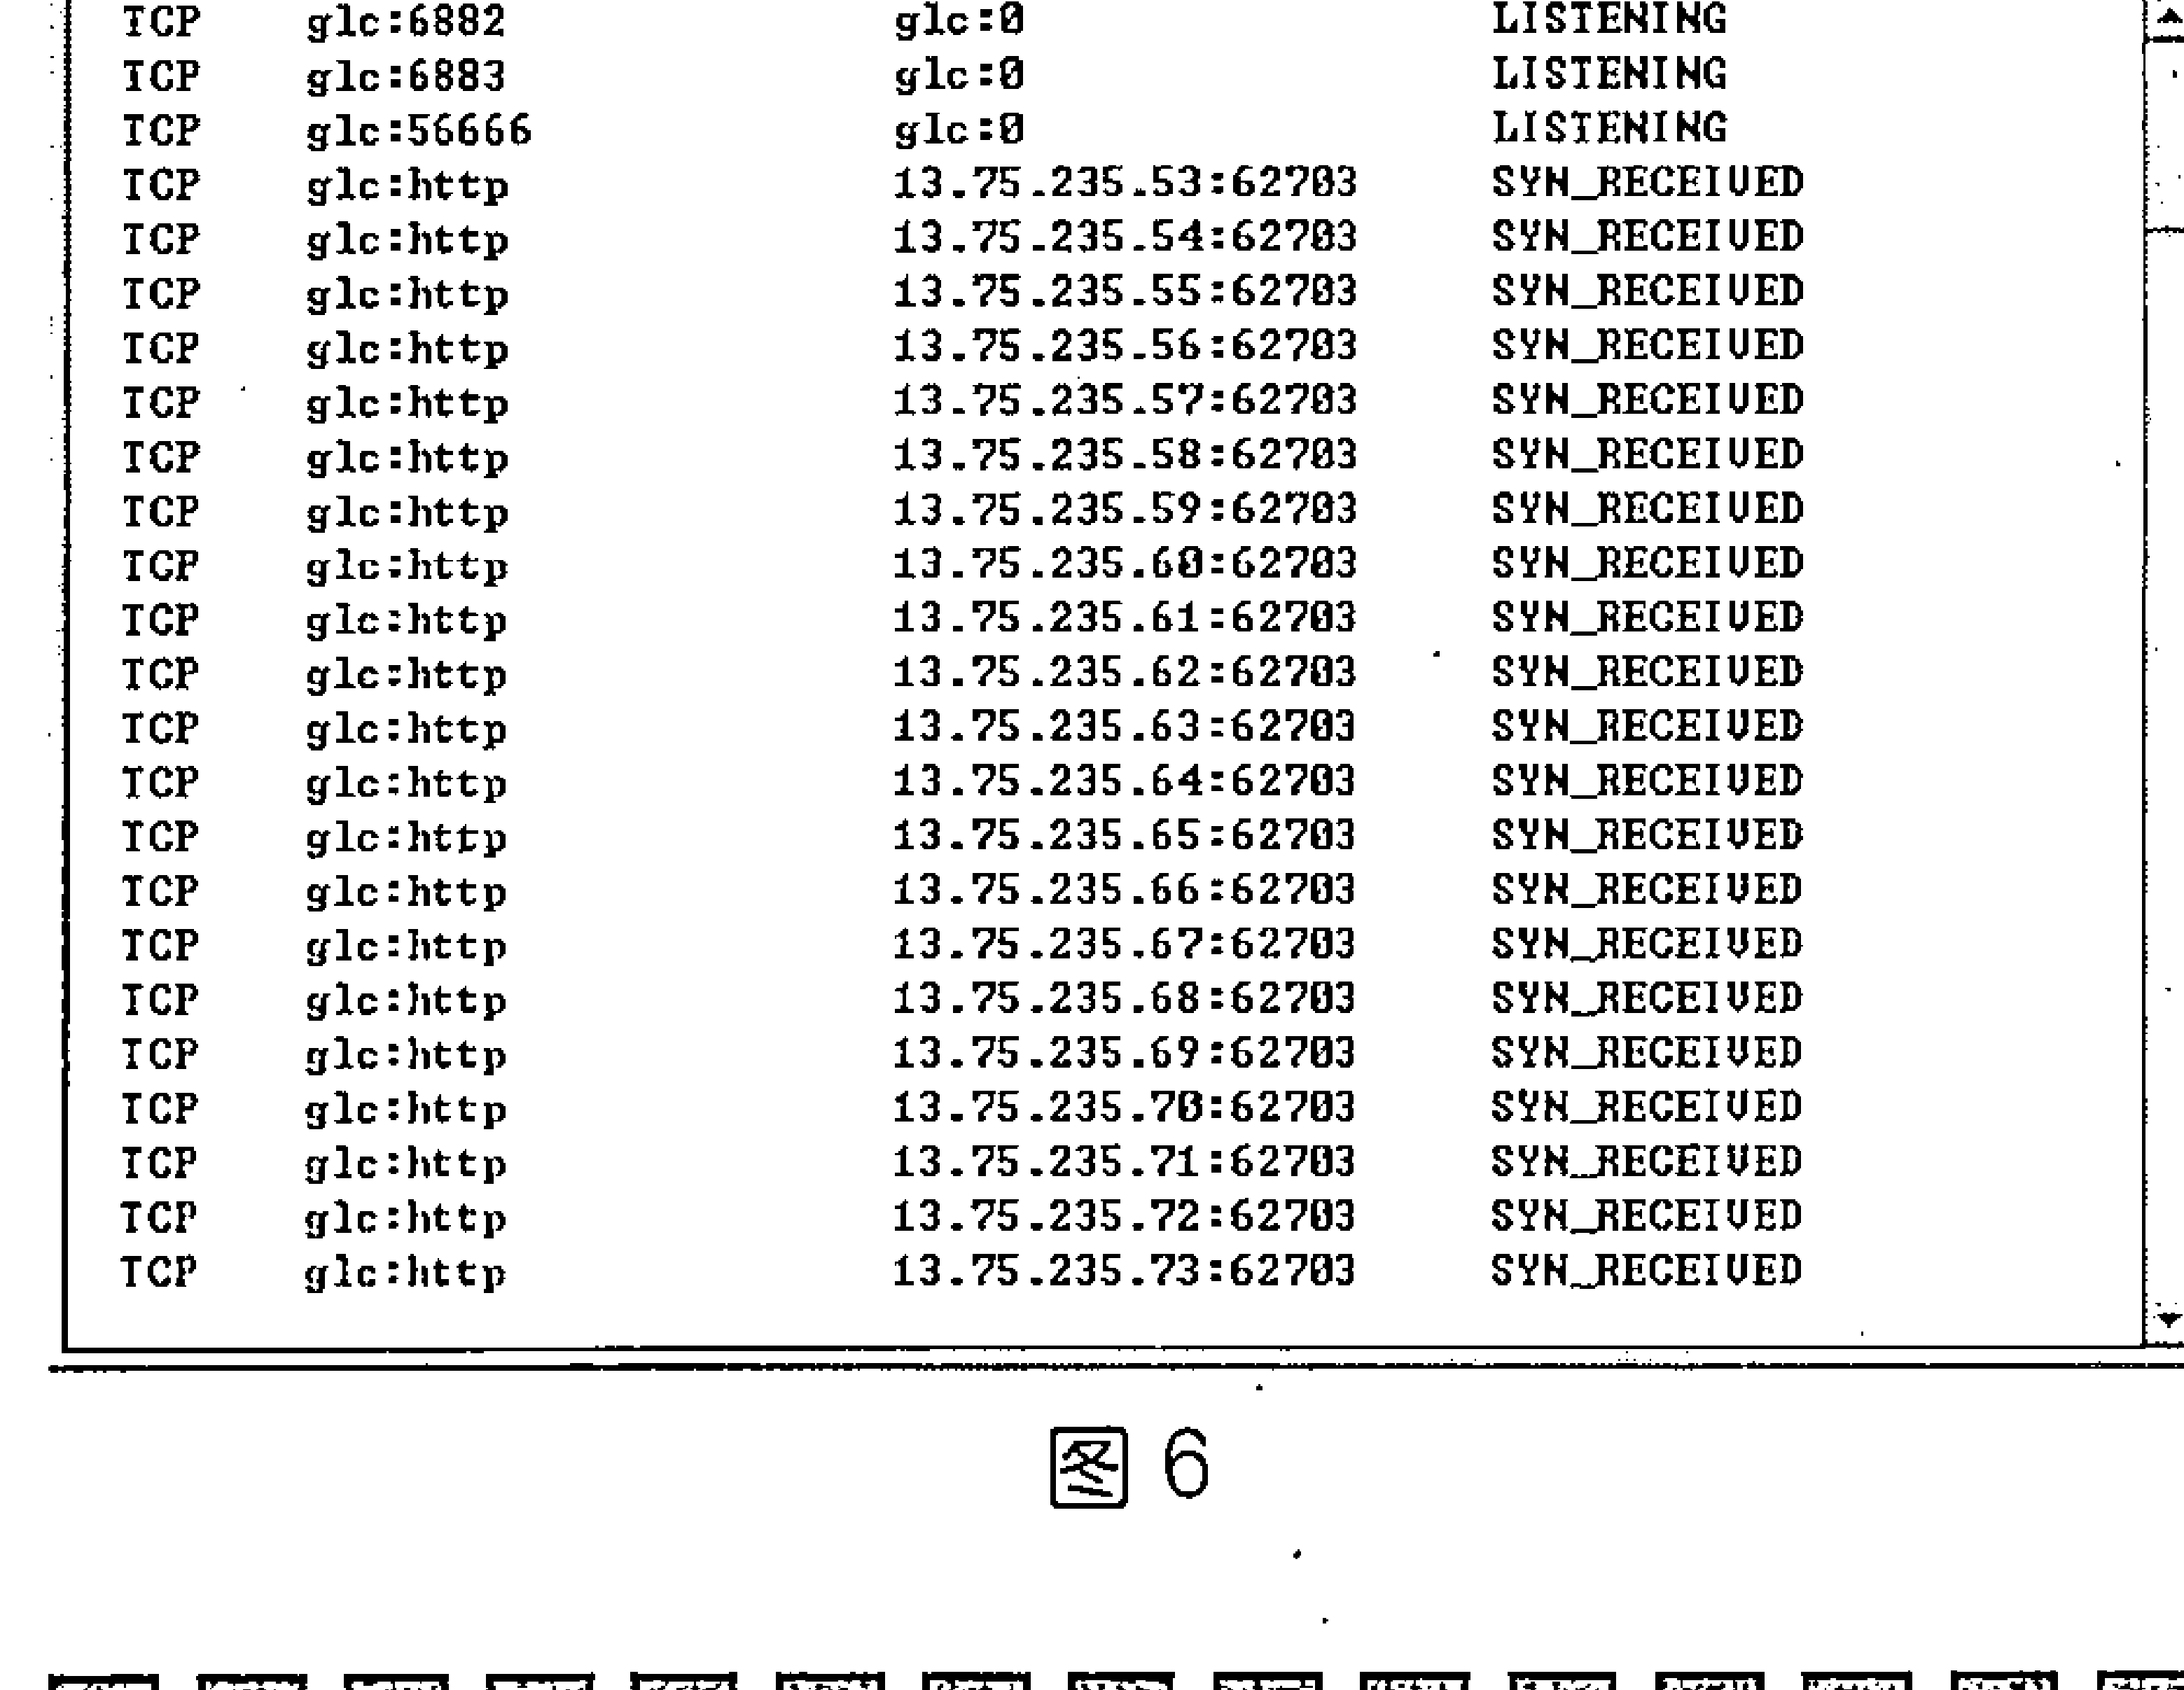 TCP glc:6882 glc:0 LISTENING
TCP glc:6883 glc:0 LISTENING
TCP glc:56666 glc:0 LISTENING
TCP glc:http 13.75.235.53:62703 SYN_RECEIVED
TCP glc:http 13.75.235.54:62703 SYN_RECEIVED
TCP glc:http 13.75.235.55:62703 SYN_RECEIVED
TCP glc:http 13.75.235.56:62703 SYN_RECEIVED
TCP glc:http 13.75.235.57:62703 SYN_RECEIVED
TCP glc:http 13.75.235.58:62703 SYN_RECEIVED
TCP glc:http 13.75.235.59:62703 SYN_RECEIVED
TCP glc:http 13.75.235.60:62703 SYN_RECEIVED
TCP glc:http 13.75.235.61:62703 SYN_RECEIVED
TCP glc:http 13.75.235.62:62703 SYN_RECEIVED
TCP glc:http 13.75.235.63:62703 SYN_RECEIVED
TCP glc:http 13.75.235.64:62703 SYN_RECEIVED
TCP glc:http 13.75.235.65:62703 SYN_RECEIVED
TCP glc:http 13.75.235.66:62703 SYN_RECEIVED
TCP glc:http 13.75.235.67:62703 SYN_RECEIVED
TCP glc:http 13.75.235.68:62703 SYN_RECEIVED
TCP glc:http 13.75.235.69:62703 SYN_RECEIVED
TCP glc:http 13.75.235.70:62703 SYN_RECEIVED
TCP glc:http 13.75.235.71:62703 SYN_RECEIVED
TCP glc:http 13.75.235.72:62703 SYN_RECEIVED
TCP glc:http 13.75.235.73:62703 SYN_RECEIVED
图 6